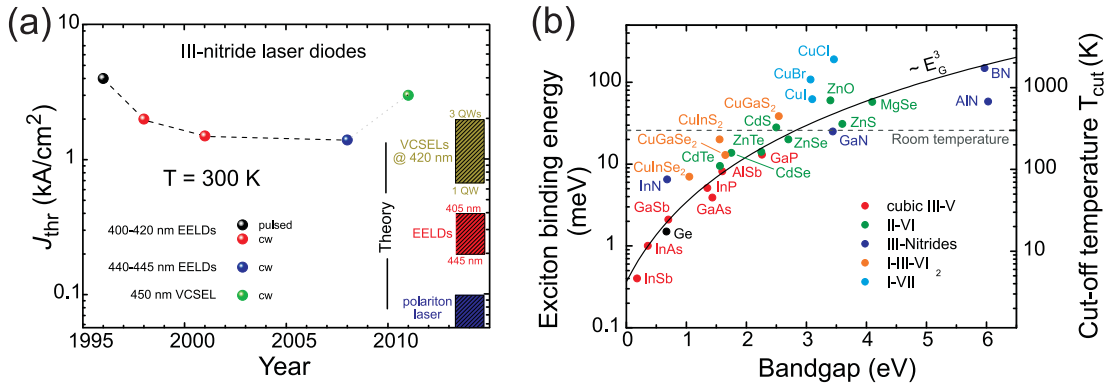 (a)
III-nitride laser diodes
10
1
0.1
J_thr (kA/cm²)
1995
2000
2005
2010
Year
T = 300 K
400-420 nm EELDs
pulsed
cw
440-445 nm EELDs
cw
450 nm VCSEL
cw
Theory
3 QWs
VCSELs
@ 420 nm
1 QW
405 nm
EELDs
445 nm
polariton
laser
(b)
Exciton binding energy
(meV)
100
10
1
0.1
0
1
2
3
4
5
6
Bandgap (eV)
Cut-off temperature T_cut (K)
1000
100
10
~ E_G^3
Room temperature
CuCl
CuBr
CuI
ZnO
MgSe
BN
AlN
CuGaS₂
CuInS₂
CdS
ZnS
GaN
CuGaSe₂
ZnTe
ZnSe
CuInSe₂
CdTe
GaP
CdSe
AlSb
InN
InP
GaSb
GaAs
Ge
InAs
InSb
cubic III-V
II-VI
III-Nitrides
I-III-VI
2
I-VII